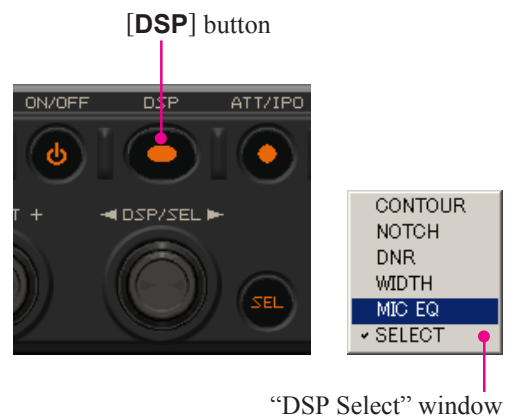 [DSP] button
ON/OFF DSP ATT/IPO
T + ◄ DSP/SEL ►
SEL
CONTOUR
NOTCH
DNR
WIDTH
MIC EQ
✓ SELECT
“DSP Select” window